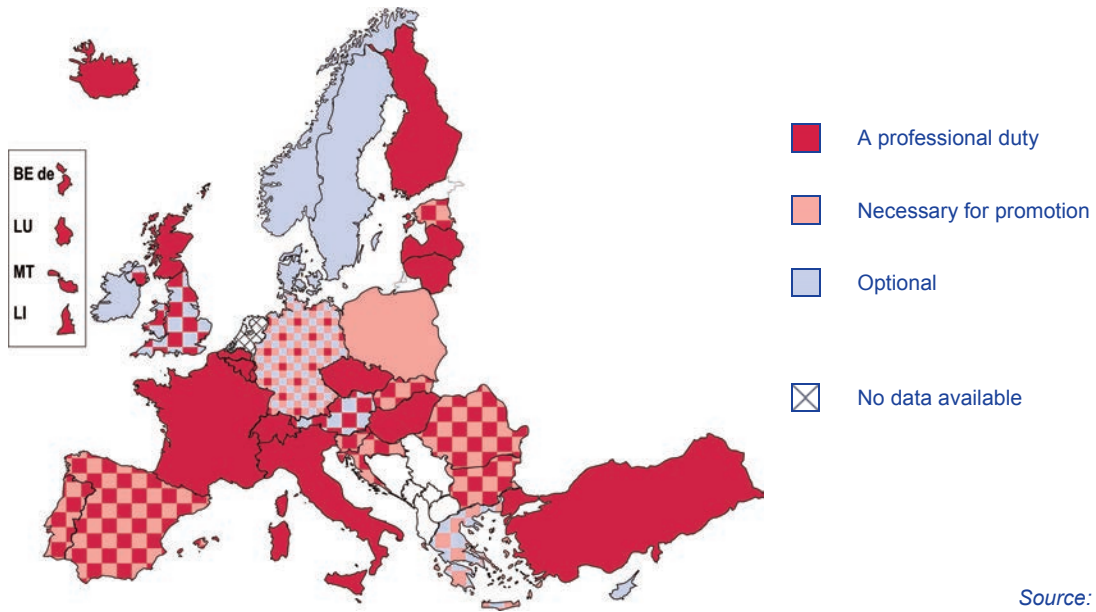 BE de
LU
MT
LI
A professional duty
Necessary for promotion
Optional
No data available
Source: